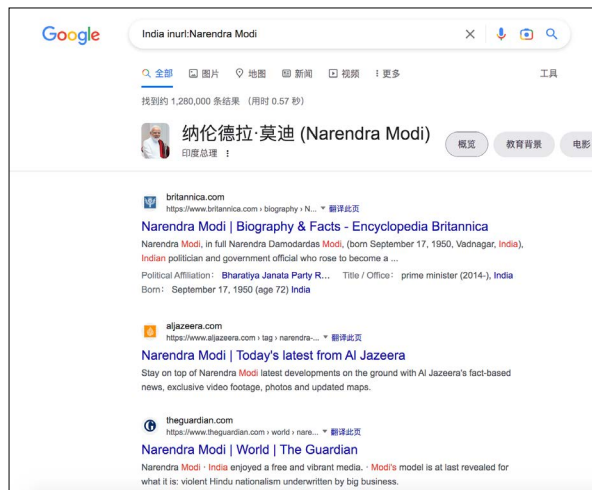 Google
India inurl:Narendra Modi
全部 图片 地图 新闻 视频 更多 工具
找到约 1,280,000 条结果 （用时 0.57 秒）
纳伦德拉·莫迪 (Narendra Modi)
印度总理
概览 教育背景 电影
britannica.com
https://www.britannica.com › biography › N... 翻译此页
Narendra Modi | Biography & Facts - Encyclopedia Britannica
Narendra Modi, in full Narendra Damodardas Modi, (born September 17, 1950, Vadnagar, India),
Indian politician and government official who rose to become a ...
Political Affiliation： Bharatiya Janata Party R... Title / Office： prime minister (2014-), India
Born： September 17, 1950 (age 72) India
aljazeera.com
https://www.aljazeera.com › tag › narendra-... 翻译此页
Narendra Modi | Today's latest from Al Jazeera
Stay on top of Narendra Modi latest developments on the ground with Al Jazeera's fact-based
news, exclusive video footage, photos and updated maps.
theguardian.com
https://www.theguardian.com › world › nare... 翻译此页
Narendra Modi | World | The Guardian
Narendra Modi · India enjoyed a free and vibrant media. · Modi's model is at last revealed for
what it is: violent Hindu nationalism underwritten by big business.